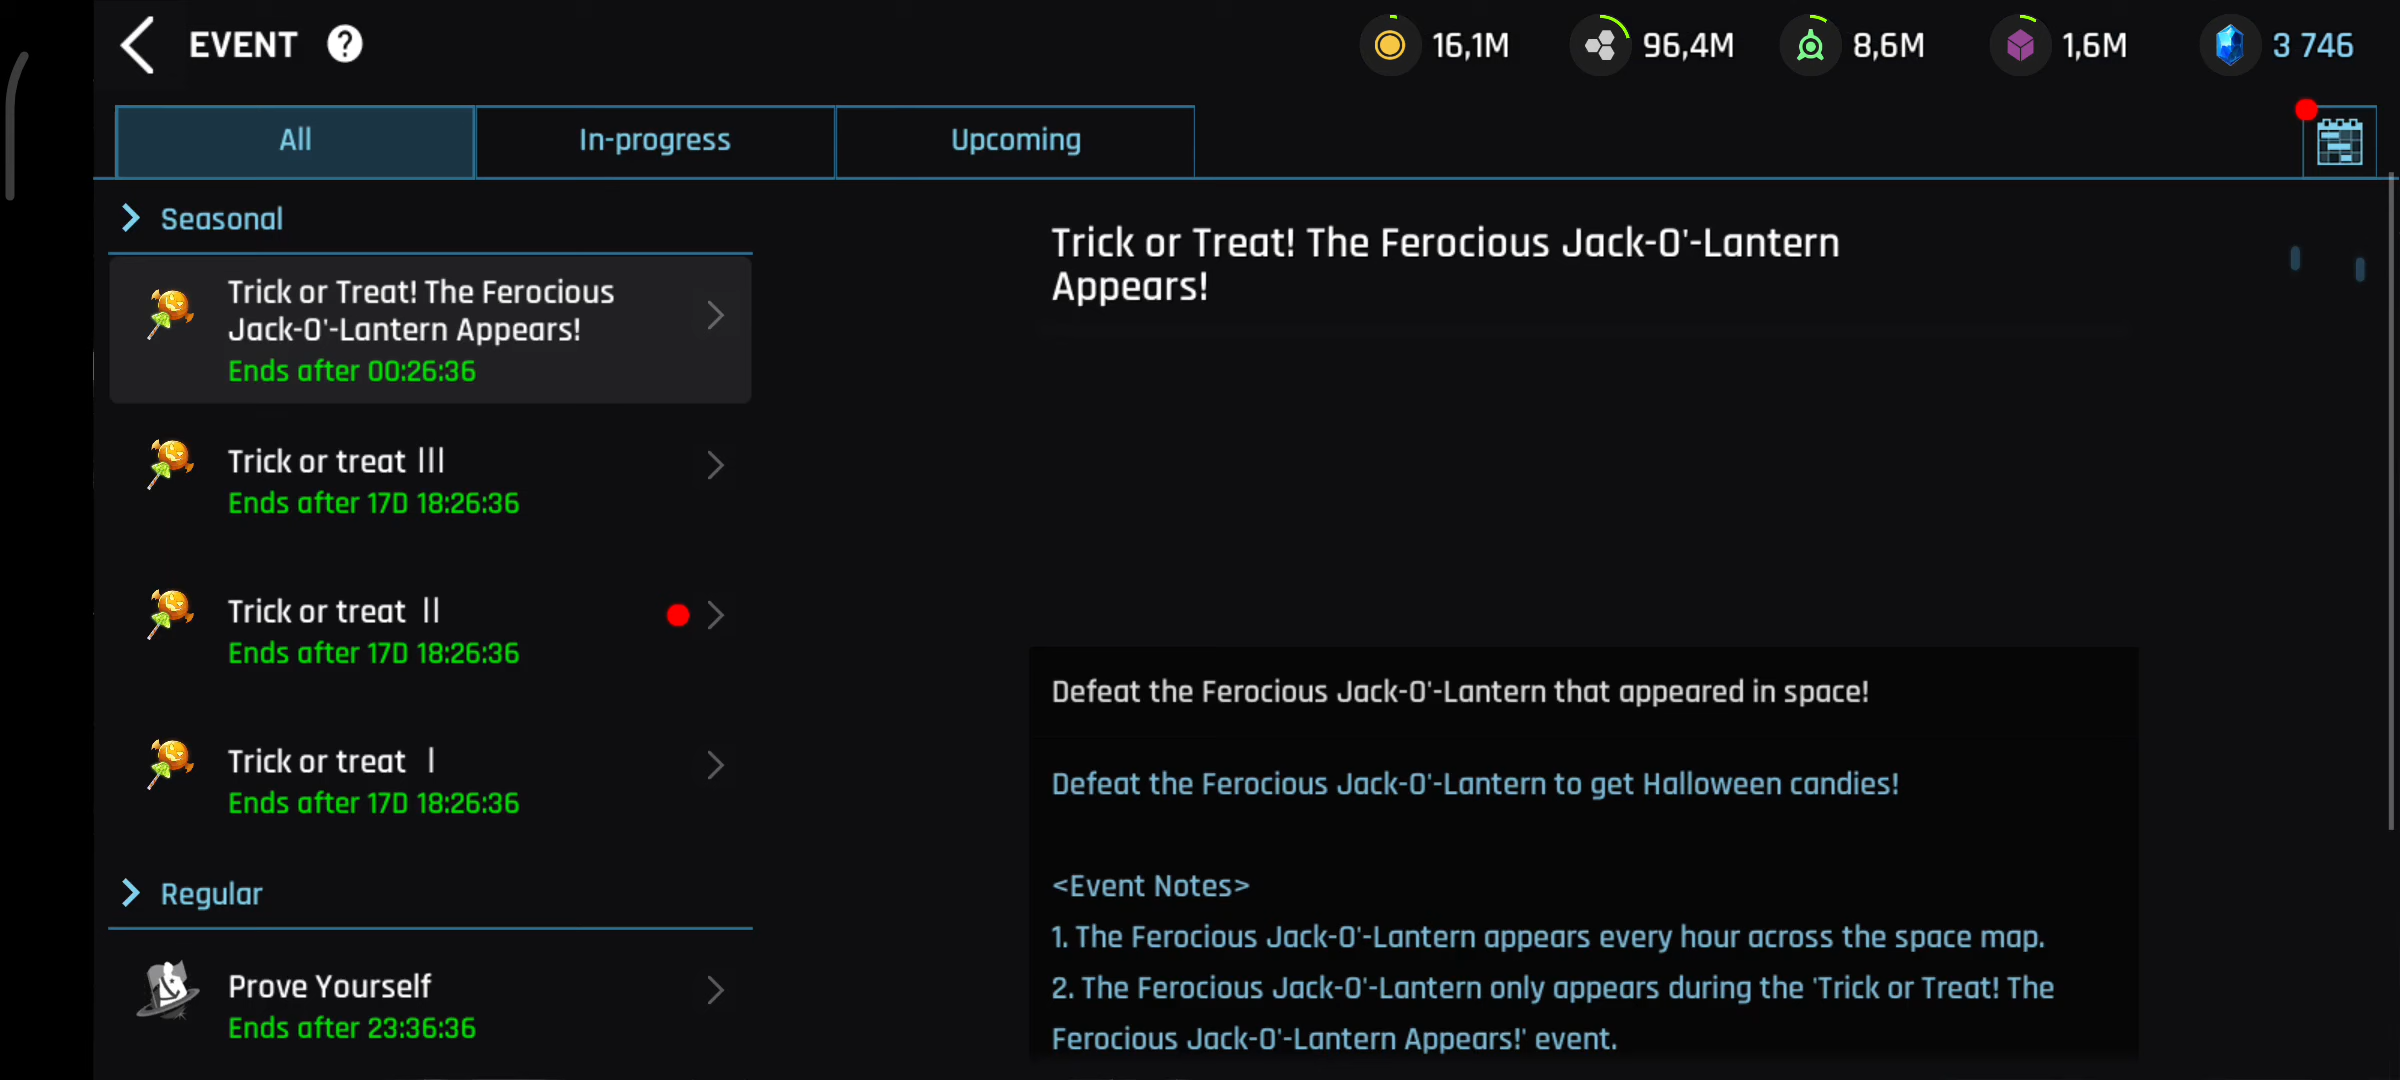 EVENT ?
16,1M
96,4M
8,6M
1,6M
3 746
All
In-progress
Upcoming
Seasonal
Trick or Treat! The Ferocious
Jack-O'-Lantern Appears!
Ends after 00:26:36
Trick or treat |||
Ends after 17D 18:26:36
Trick or treat ||
Ends after 17D 18:26:36
Trick or treat |
Ends after 17D 18:26:36
Regular
Prove Yourself
Ends after 23:36:36
Trick or Treat! The Ferocious Jack-O'-Lantern
Appears!
Defeat the Ferocious Jack-O'-Lantern that appeared in space!
Defeat the Ferocious Jack-O'-Lantern to get Halloween candies!
<Event Notes>
1. The Ferocious Jack-O'-Lantern appears every hour across the space map.
2. The Ferocious Jack-O'-Lantern only appears during the 'Trick or Treat! The
Ferocious Jack-O'-Lantern Appears!' event.